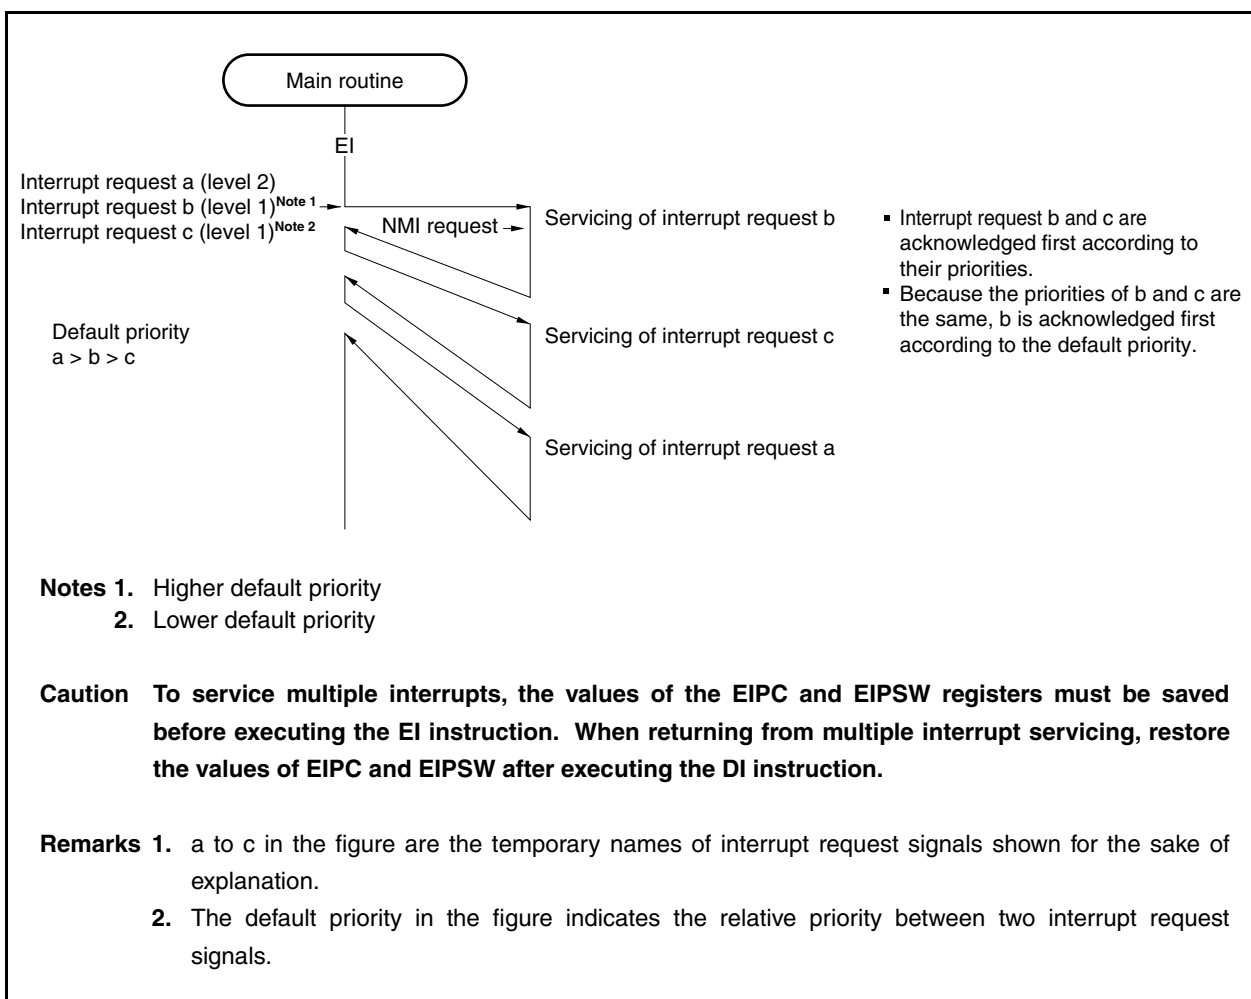 Main routine
EI
Interrupt request a (level 2)
Interrupt request b (level 1)Note 1
Interrupt request c (level 1)Note 2
NMI request
Servicing of interrupt request b
▪ Interrupt request b and c are
acknowledged first according to
their priorities.
▪ Because the priorities of b and c are
the same, b is acknowledged first
according to the default priority.
Default priority
a > b > c
Servicing of interrupt request c
Servicing of interrupt request a
Notes 1. Higher default priority
2. Lower default priority
Caution To service multiple interrupts, the values of the EIPC and EIPSW registers must be saved
before executing the EI instruction. When returning from multiple interrupt servicing, restore
the values of EIPC and EIPSW after executing the DI instruction.
Remarks 1. a to c in the figure are the temporary names of interrupt request signals shown for the sake of
explanation.
2. The default priority in the figure indicates the relative priority between two interrupt request
signals.